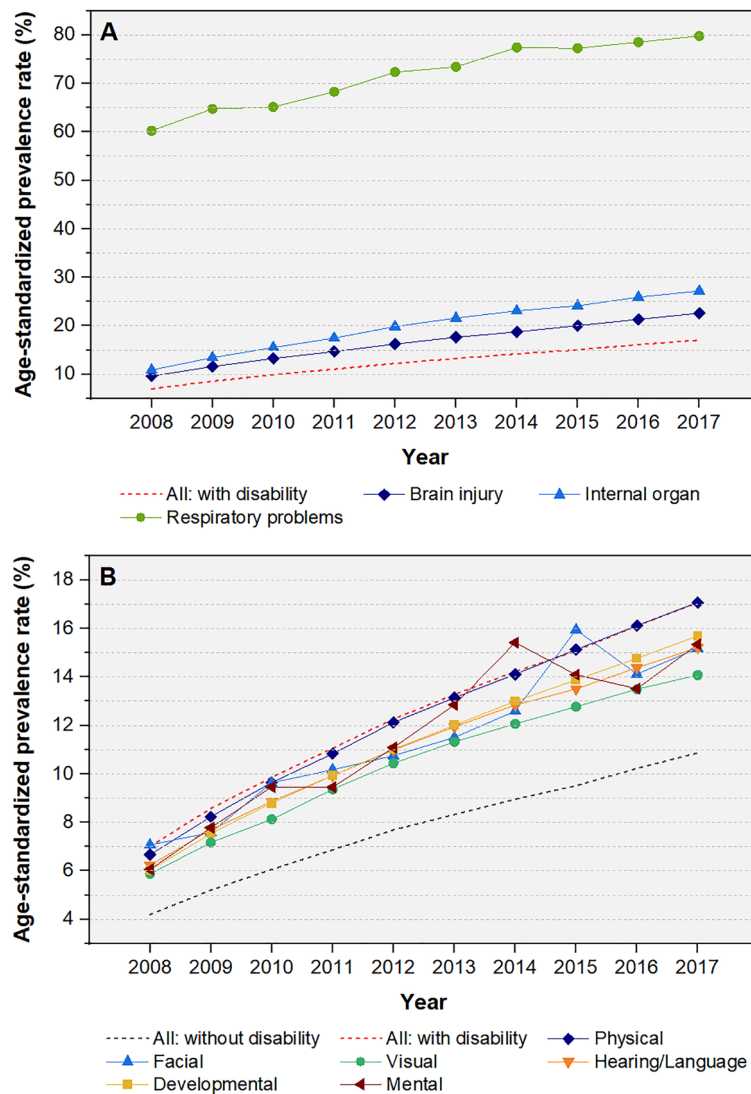 A
Age-standardized prevalence rate (%)
80
70
60
50
40
30
20
10
2008 2009 2010 2011 2012 2013 2014 2015 2016 2017
Year
All: with disability Brain injury Internal organ
Respiratory problems
B
Age-standardized prevalence rate (%)
18
16
14
12
10
8
6
4
2008 2009 2010 2011 2012 2013 2014 2015 2016 2017
Year
All: without disability All: with disability Physical
Facial Visual Hearing/Language
Developmental Mental